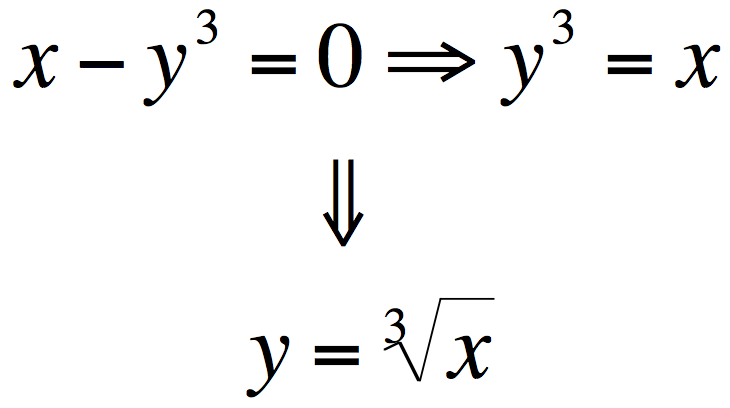 x − y³ = 0 ⇒ y³ = x
⇓
y = ∛x